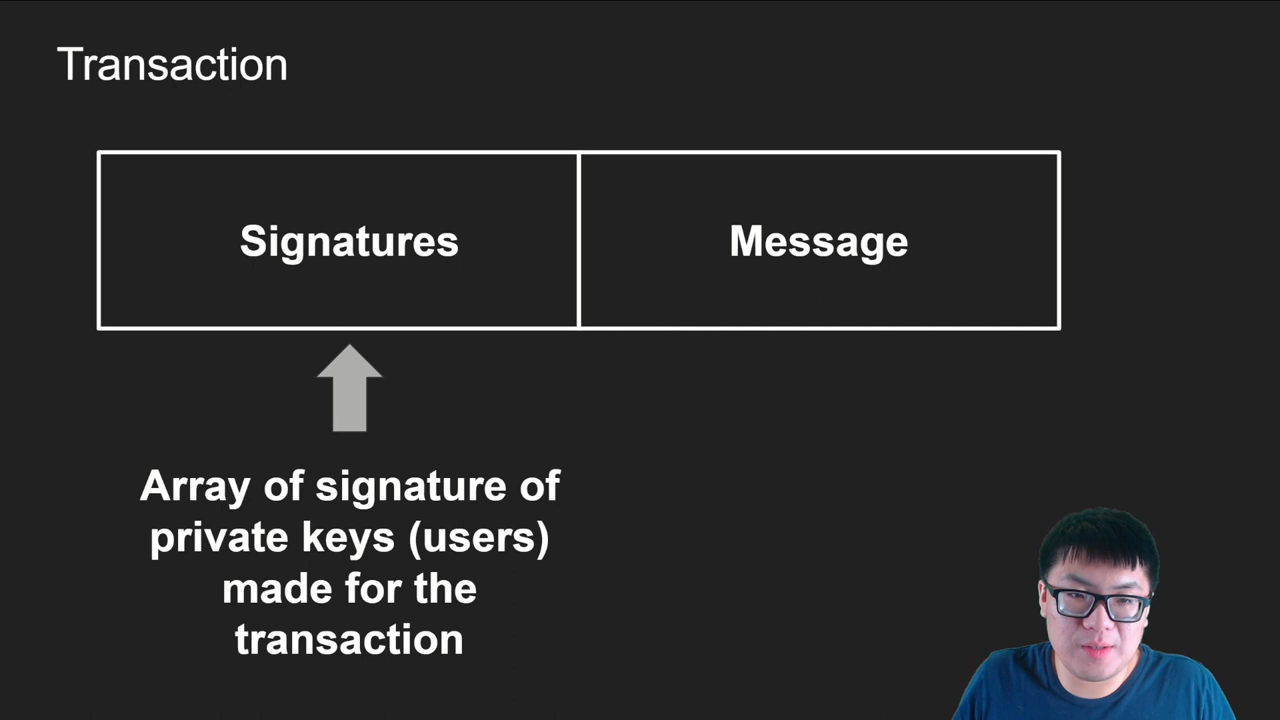 Transaction
Signatures
Message
Array of signature of
private keys (users)
made for the
transaction